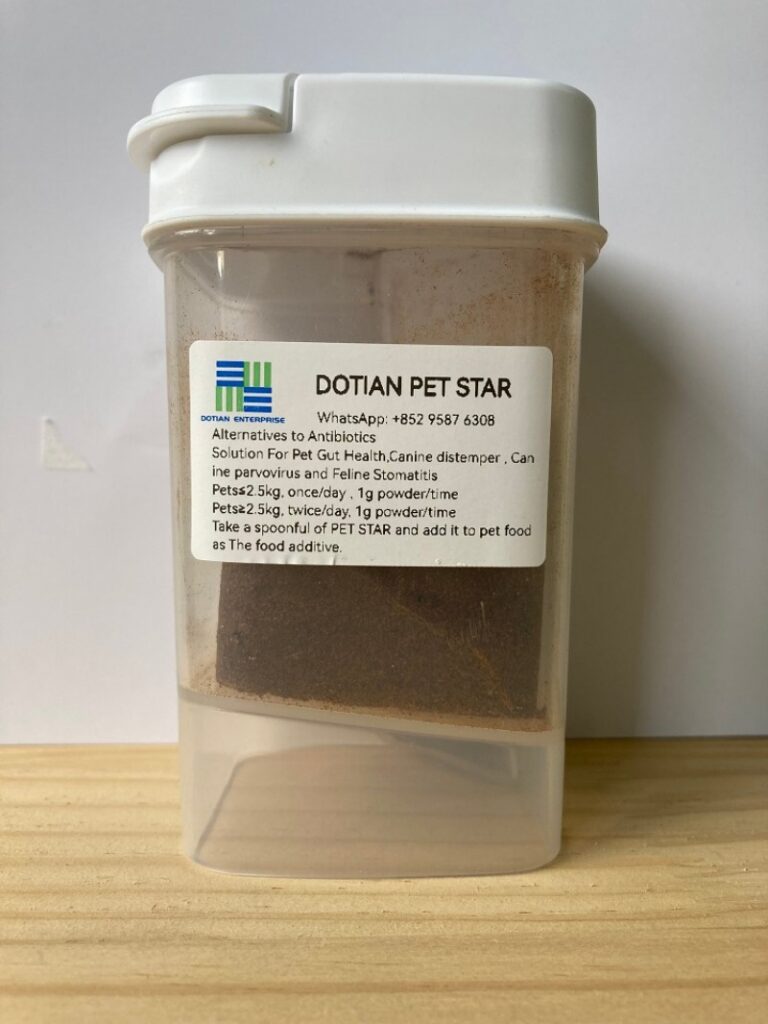 DOTIAN PET STAR
DOTIAN ENTERPRISE
WhatsApp: +852 9587 6308
Alternatives to Antibiotics
Solution For Pet Gut Health,Canine distemper , Can
ine parvovirus and Feline Stomatitis
Pets≤2.5kg, once/day , 1g powder/time
Pets≥2.5kg, twice/day, 1g powder/time
Take a spoonful of PET STAR and add it to pet food
as The food additive.